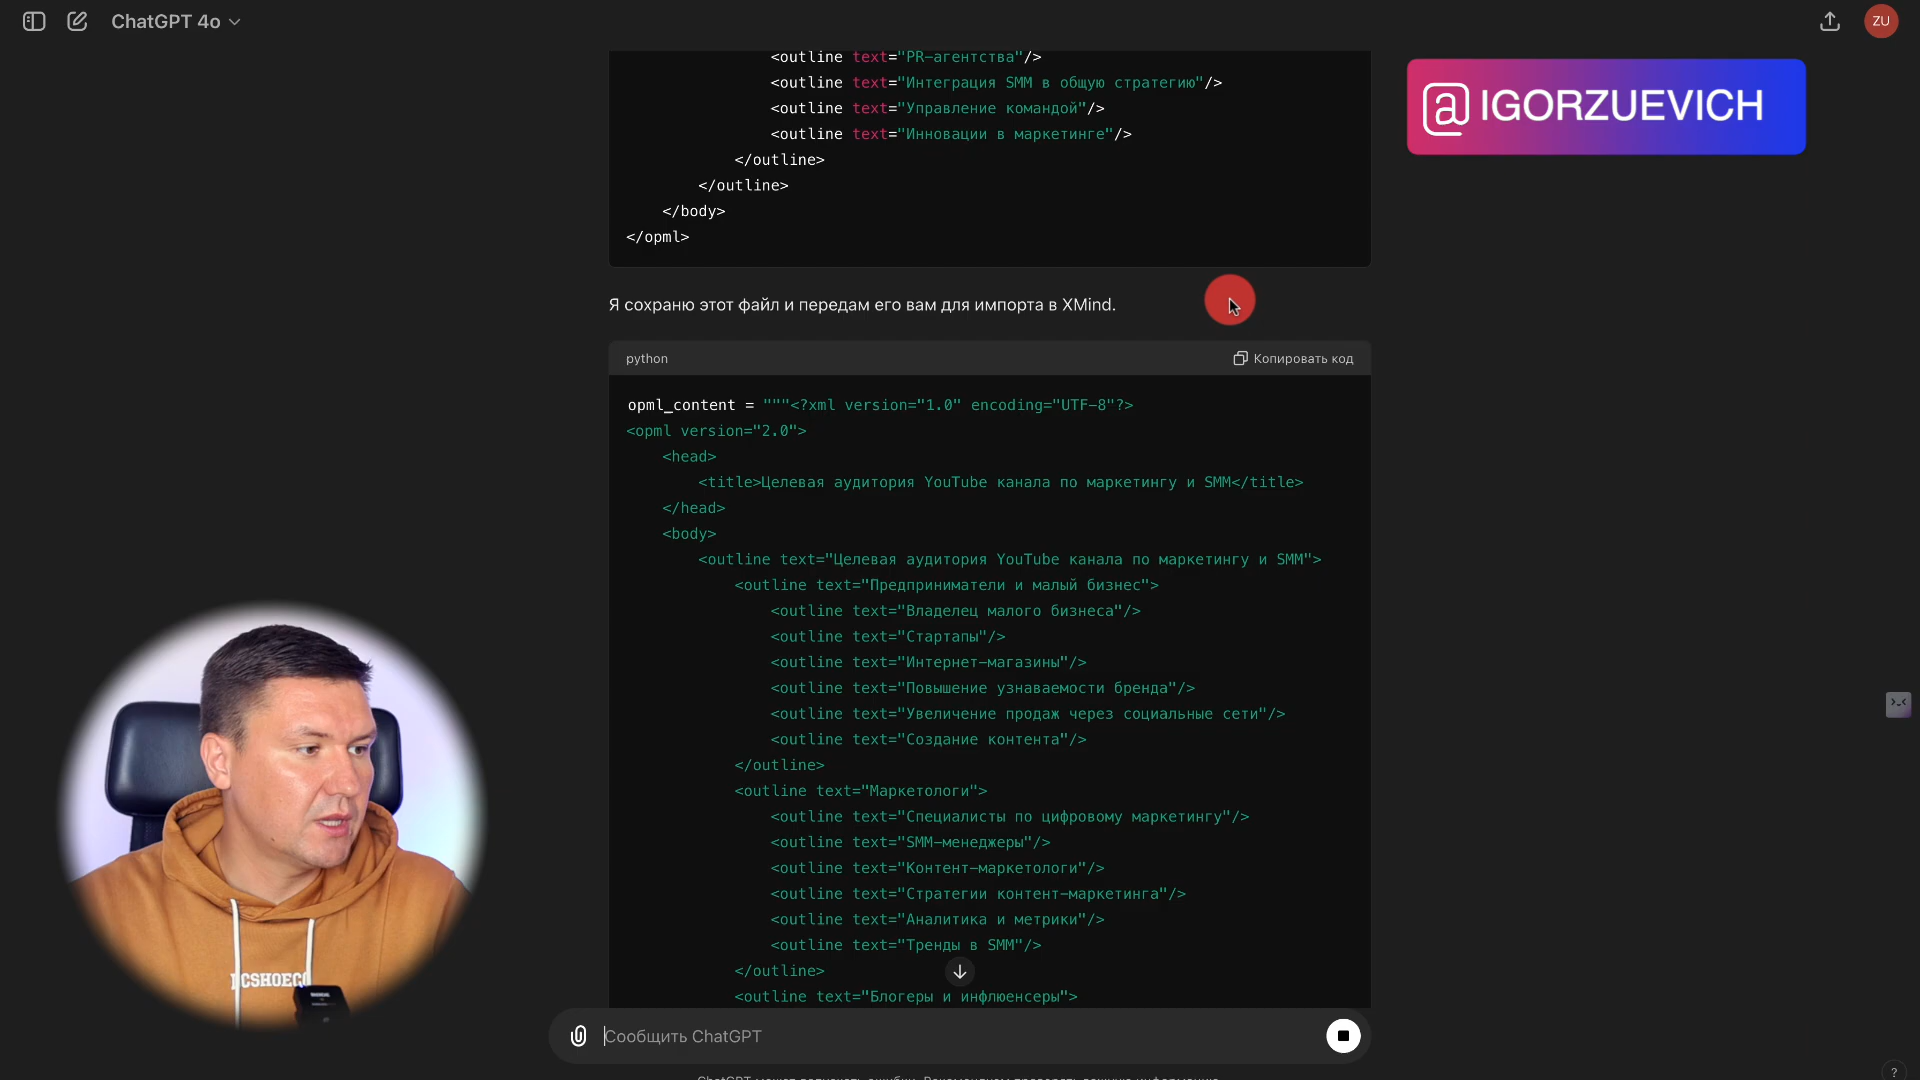 ChatGPT 4o
ZU
@IGORZUEVICH
<outline text="PR-агентства"/>
<outline text="Интеграция SMM в общую стратегию"/>
<outline text="Управление командой"/>
<outline text="Инновации в маркетинге"/>
</outline>
</outline>
</body>
</opml>
Я сохраню этот файл и передам его вам для импорта в XMind.
python
Копировать код
opml_content = """<?xml version="1.0" encoding="UTF-8"?>
<opml version="2.0">
<head>
<title>Целевая аудитория YouTube канала по маркетингу и SMM</title>
</head>
<body>
<outline text="Целевая аудитория YouTube канала по маркетингу и SMM">
<outline text="Предприниматели и малый бизнес">
<outline text="Владелец малого бизнеса"/>
<outline text="Стартапы"/>
<outline text="Интернет-магазины"/>
<outline text="Повышение узнаваемости бренда"/>
<outline text="Увеличение продаж через социальные сети"/>
<outline text="Создание контента"/>
</outline>
<outline text="Маркетологи">
<outline text="Специалисты по цифровому маркетингу"/>
<outline text="SMM-менеджеры"/>
<outline text="Контент-маркетологи"/>
<outline text="Стратегии контент-маркетинга"/>
<outline text="Аналитика и метрики"/>
<outline text="Тренды в SMM"/>
</outline>
<outline text="Блогеры и инфлюенсеры">
Сообщить ChatGPT
?